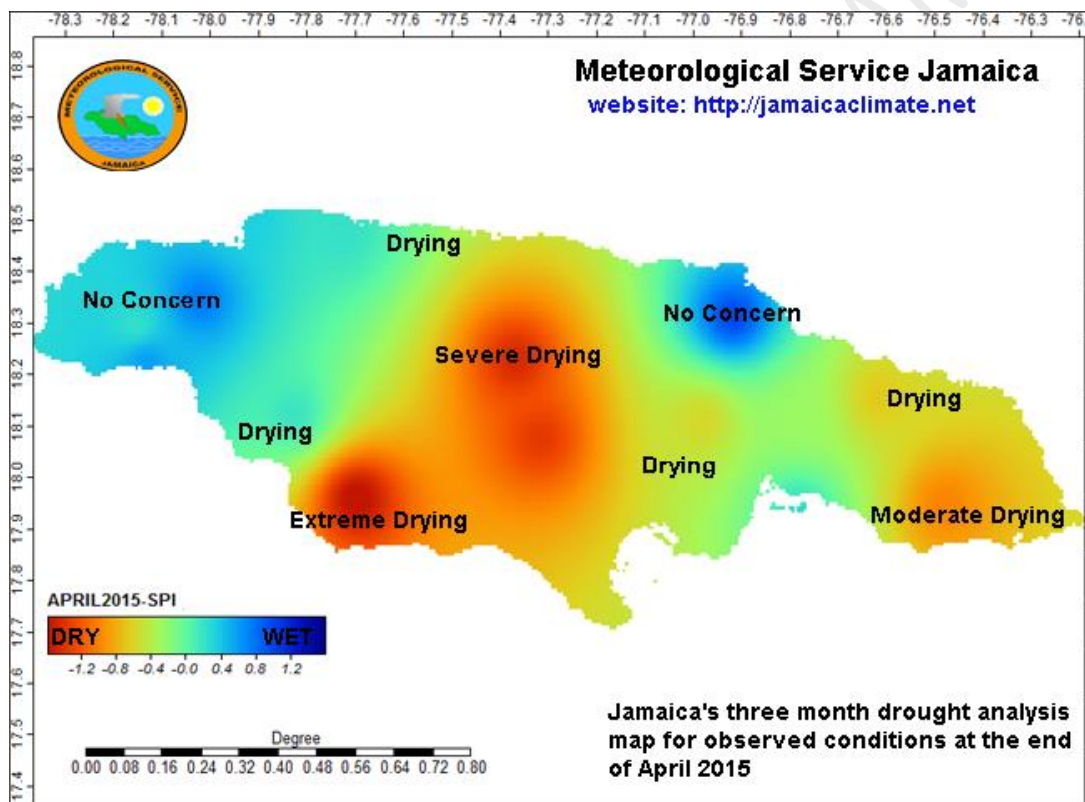 -78.3 -78.2 -78.1 -78.0 -77.9 -77.8 -77.7 -77.6 -77.5 -77.4 -77.3 -77.2 -77.1 -77.0 -76.9 -76.8 -76.7 -76.6 -76.5 -76.4 -76.3
18.8
18.7
18.6
18.5
18.4
18.3
18.2
18.1
18.0
17.9
17.8
17.7
17.6
17.5
17.4
METEOROLOGICAL SERVICE
JAMAICA
Meteorological Service Jamaica
website: http://jamaicaclimate.net
Drying
No Concern
No Concern
Severe Drying
Drying
Drying
Drying
Extreme Drying
Moderate Drying
APRIL2015-SPI
DRY WET
-1.2 -0.8 -0.4 -0.0 0.4 0.8 1.2
Degree
0.00 0.08 0.16 0.24 0.32 0.40 0.48 0.56 0.64 0.72 0.80
Jamaica's three month drought analysis
map for observed conditions at the end
of April 2015